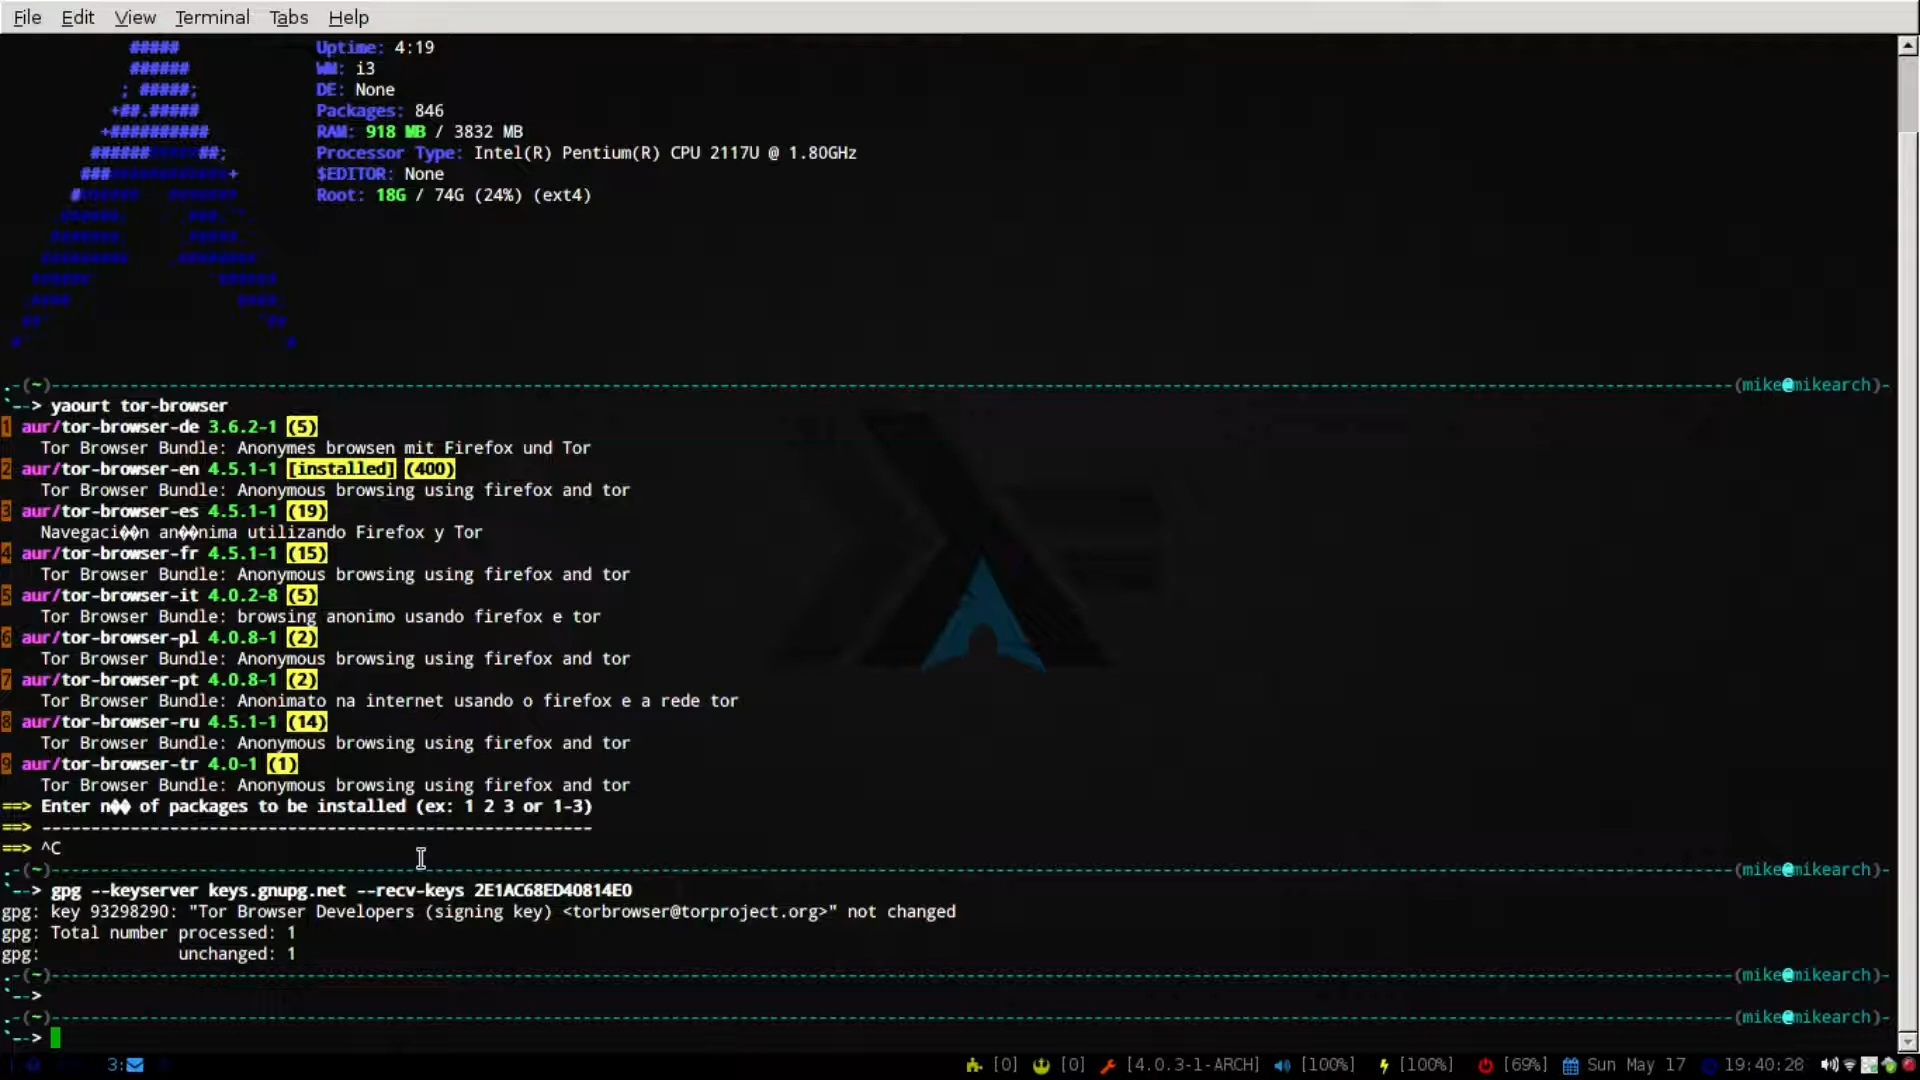 File Edit View Terminal Tabs Help
Uptime: 4:19
WM: i3
DE: None
Packages: 846
RAM: 918 MB / 3832 MB
Processor Type: Intel(R) Pentium(R) CPU 2117U @ 1.80GHz
$EDITOR: None
Root: 18G / 74G (24%) (ext4)
.-(~)------------------------------(mike@mikearch)-
`--> yaourt tor-browser
1 aur/tor-browser-de 3.6.2-1 (5)
Tor Browser Bundle: Anonymes browsen mit Firefox und Tor
2 aur/tor-browser-en 4.5.1-1 [installed] (400)
Tor Browser Bundle: Anonymous browsing using firefox and tor
3 aur/tor-browser-es 4.5.1-1 (19)
Navegaci��n an��nima utilizando Firefox y Tor
4 aur/tor-browser-fr 4.5.1-1 (15)
Tor Browser Bundle: Anonymous browsing using firefox and tor
5 aur/tor-browser-it 4.0.2-8 (5)
Tor Browser Bundle: browsing anonimo usando firefox e tor
6 aur/tor-browser-pl 4.0.8-1 (2)
Tor Browser Bundle: Anonymous browsing using firefox and tor
7 aur/tor-browser-pt 4.0.8-1 (2)
Tor Browser Bundle: Anonimato na internet usando o firefox e a rede tor
8 aur/tor-browser-ru 4.5.1-1 (14)
Tor Browser Bundle: Anonymous browsing using firefox and tor
9 aur/tor-browser-tr 4.0-1 (1)
Tor Browser Bundle: Anonymous browsing using firefox and tor
==> Enter n�� of packages to be installed (ex: 1 2 3 or 1-3)
==> --------------------------------------------------------
==> ^C
.-(~)------------------------------(mike@mikearch)-
`--> gpg --keyserver keys.gnupg.net --recv-keys 2E1AC68ED40814E0
gpg: key 93298290: "Tor Browser Developers (signing key) <torbrowser@torproject.org>" not changed
gpg: Total number processed: 1
gpg: unchanged: 1
.-(~)------------------------------(mike@mikearch)-
`-->
.-(~)------------------------------(mike@mikearch)-
`-->
3: [0] [0] [4.0.3-1-ARCH] [100%] [100%] [69%] Sun May 17 19:40:28